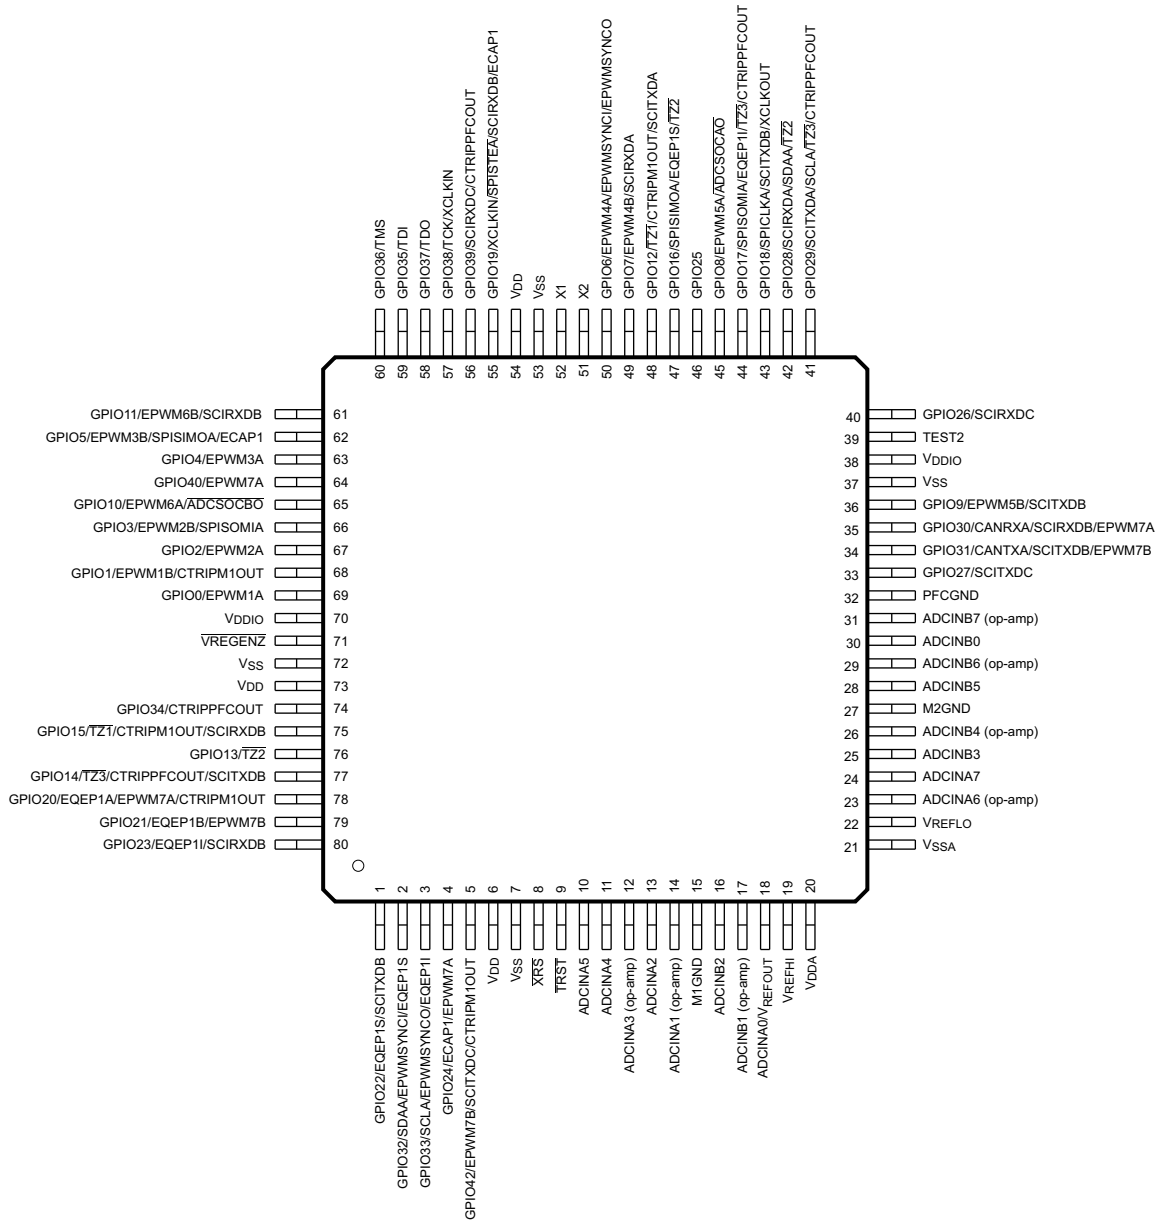 GPIO36/TMS
GPIO35/TDI
GPIO37/TDO
GPIO38/TCK/XCLKIN
GPIO39/SCIRXDC/CTRIPPFCOUT
GPIO19/XCLKIN/SPISTEA/SCIRXDB/ECAP1
VDD
VSS
X1
X2
GPIO6/EPWM4A/EPWMSYNCI/EPWMSYNCO
GPIO7/EPWM4B/SCIRXDA
GPIO12/TZ1/CTRIPM1OUT/SCITXDA
GPIO16/SPISIMOA/EQEP1S/TZ2
GPIO25
GPIO8/EPWM5A/ADCSOCAO
GPIO17/SPISOMIA/EQEP1I/TZ3/CTRIPPFCOUT
GPIO18/SPICLKA/SCITXDB/XCLKOUT
GPIO28/SCIRXDA/SDAA/TZ2
GPIO29/SCITXDA/SCLA/TZ3/CTRIPPFCOUT
60
59
58
57
56
55
54
53
52
51
50
49
48
47
46
45
44
43
42
41
GPIO11/EPWM6B/SCIRXDB 61
GPIO5/EPWM3B/SPISIMOA/ECAP1 62
GPIO4/EPWM3A 63
GPIO40/EPWM7A 64
GPIO10/EPWM6A/ADCSOCBO 65
GPIO3/EPWM2B/SPISOMIA 66
GPIO2/EPWM2A 67
GPIO1/EPWM1B/CTRIPM1OUT 68
GPIO0/EPWM1A 69
VDDIO 70
VREGENZ 71
VSS 72
VDD 73
GPIO34/CTRIPPFCOUT 74
GPIO15/TZ1/CTRIPM1OUT/SCIRXDB 75
GPIO13/TZ2 76
GPIO14/TZ3/CTRIPPFCOUT/SCITXDB 77
GPIO20/EQEP1A/EPWM7A/CTRIPM1OUT 78
GPIO21/EQEP1B/EPWM7B 79
GPIO23/EQEP1I/SCIRXDB 80
40 GPIO26/SCIRXDC
39 TEST2
38 VDDIO
37 VSS
36 GPIO9/EPWM5B/SCITXDB
35 GPIO30/CANRXA/SCIRXDB/EPWM7A
34 GPIO31/CANTXA/SCITXDB/EPWM7B
33 GPIO27/SCITXDC
32 PFCGND
31 ADCINB7 (op-amp)
30 ADCINB0
29 ADCINB6 (op-amp)
28 ADCINB5
27 M2GND
26 ADCINB4 (op-amp)
25 ADCINB3
24 ADCINA7
23 ADCINA6 (op-amp)
22 VREFLO
21 VSSA
1
2
3
4
5
6
7
8
9
10
11
12
13
14
15
16
17
18
19
20
GPIO22/EQEP1S/SCITXDB
GPIO32/SDAA/EPWMSYNCI/EQEP1S
GPIO33/SCLA/EPWMSYNCO/EQEP1I
GPIO24/ECAP1/EPWM7A
GPIO42/EPWM7B/SCITXDC/CTRIPM1OUT
VDD
VSS
XRS
TRST
ADCINA5
ADCINA4
ADCINA3 (op-amp)
ADCINA2
ADCINA1 (op-amp)
M1GND
ADCINB2
ADCINB1 (op-amp)
ADCINA0/VREFOUT
VREFHI
VDDA